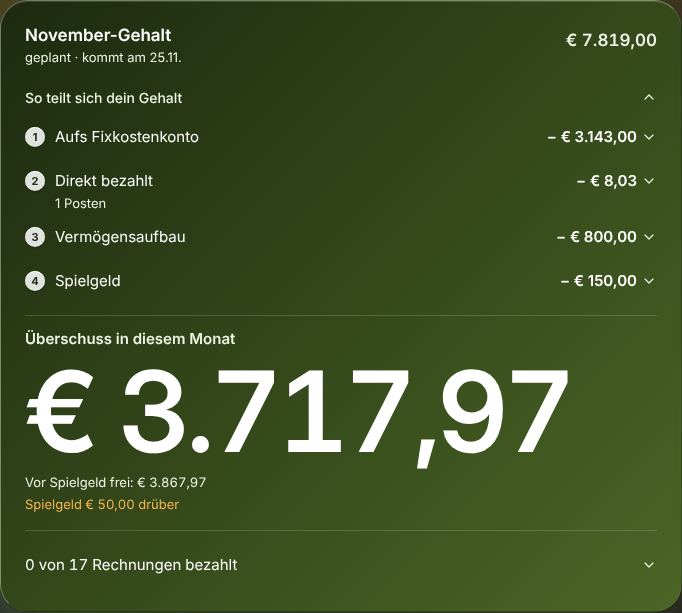 November-Gehalt
€ 7.819,00
geplant · kommt am 25.11.
So teilt sich dein Gehalt
1 Aufs Fixkostenkonto – € 3.143,00
2 Direkt bezahlt – € 8,03
1 Posten
3 Vermögensaufbau – € 800,00
4 Spielgeld – € 150,00
Überschuss in diesem Monat
€ 3.717,97
Vor Spielgeld frei: € 3.867,97
Spielgeld € 50,00 drüber
0 von 17 Rechnungen bezahlt